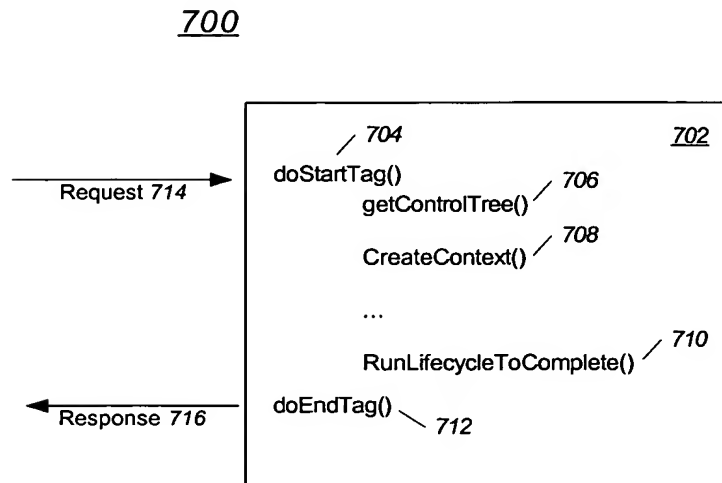 700
704
702
doStartTag()
Request 714
706
getControlTree()
708
CreateContext()
...
710
RunLifecycleToComplete()
Response 716
doEndTag()
712